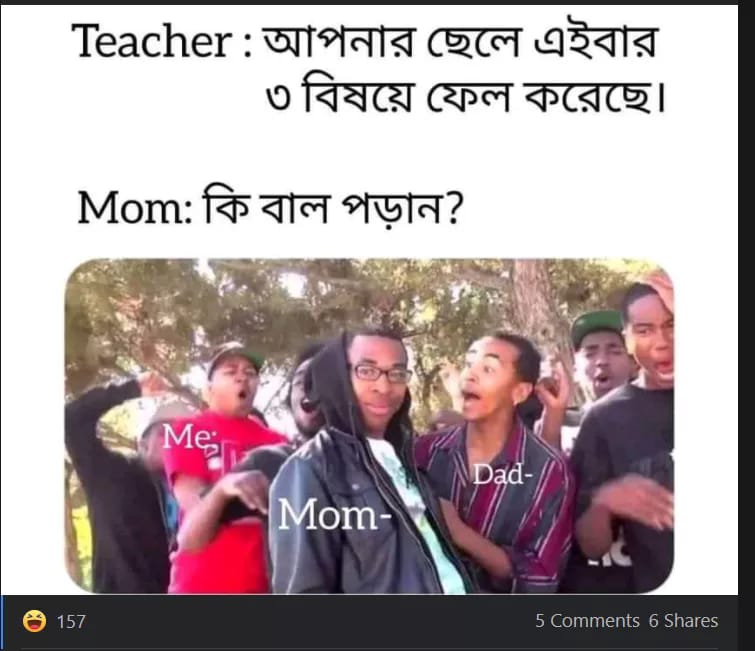 Teacher : আপনার ছেলে এইবার
৩ বিষয়ে ফেল করেছে।
Mom: কি বাল পড়ান?
Me:
Mom-
Dad-
157
5 Comments 6 Shares